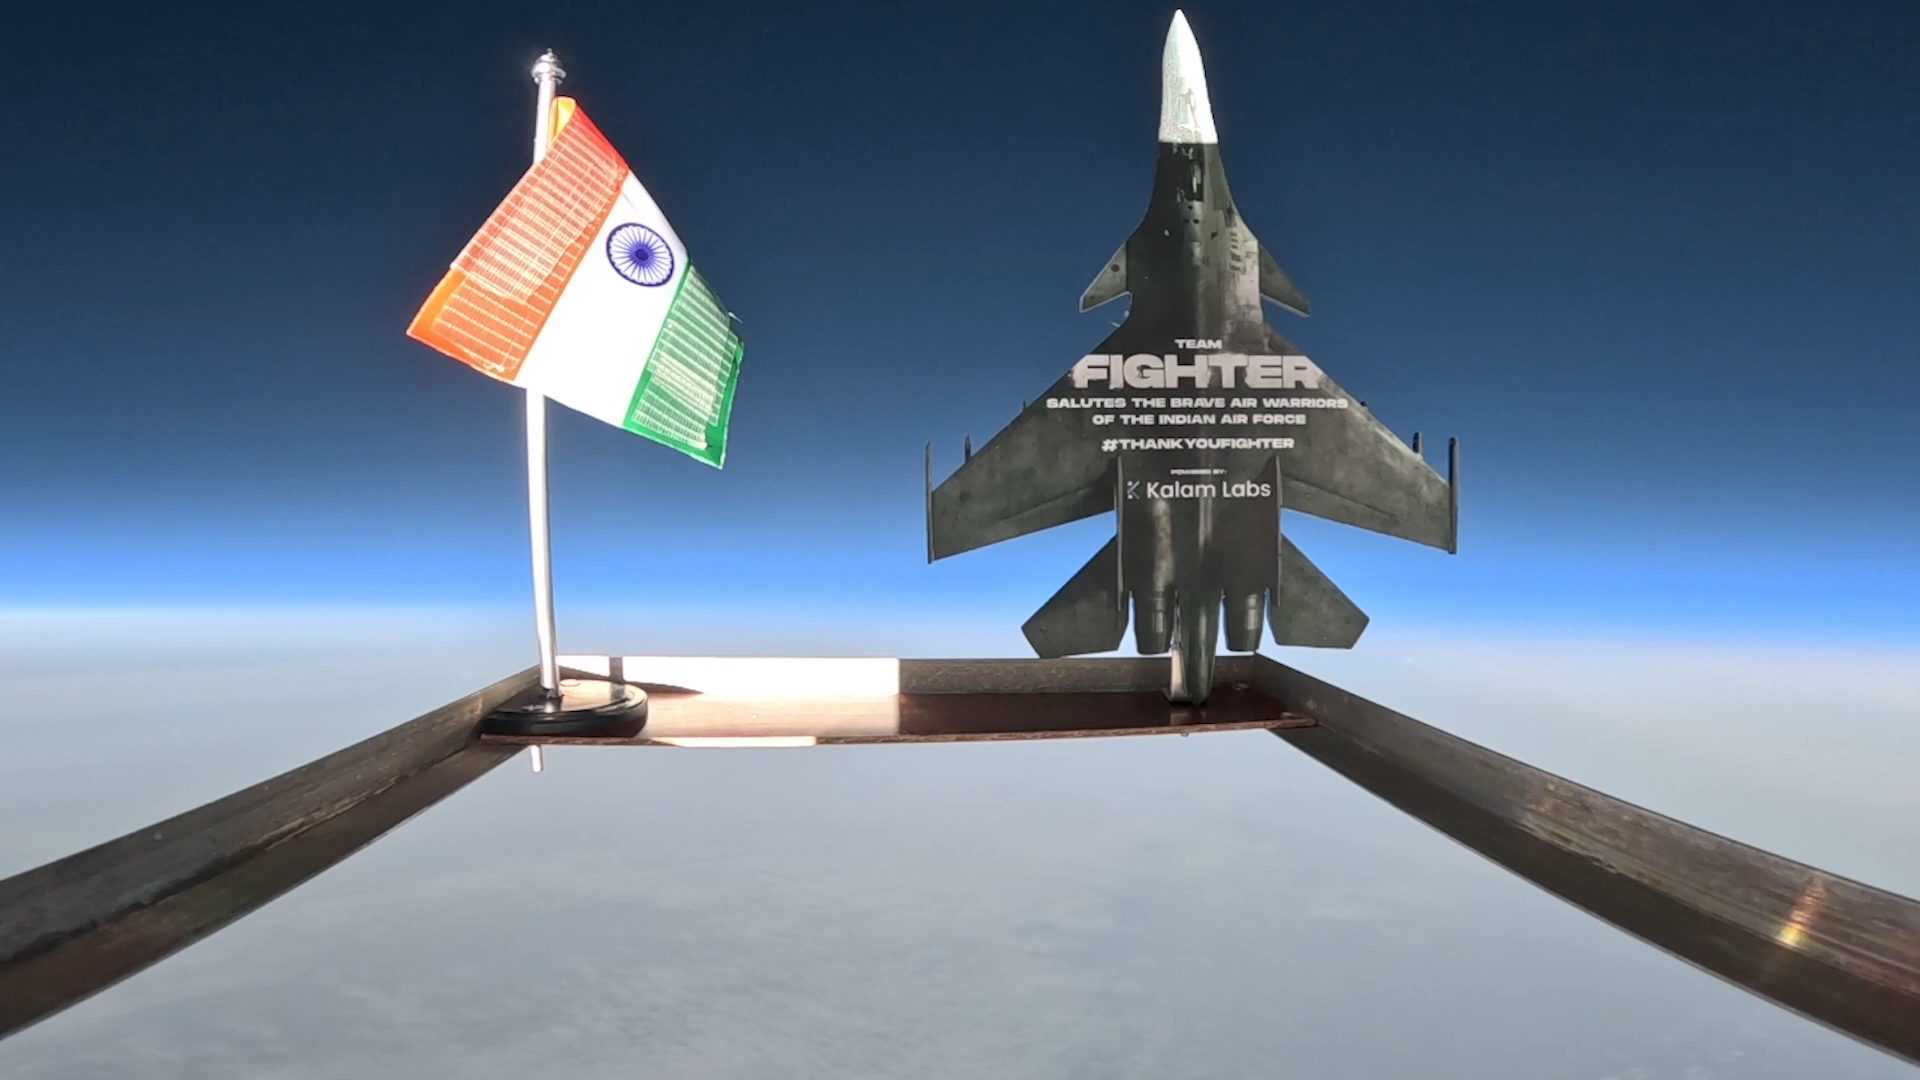 TEAM
FIGHTER
SALUTES THE BRAVE AIR WARRIORS
OF THE INDIAN AIR FORCE
#THANKYOUFIGHTER
POWERED BY:
Kalam Labs